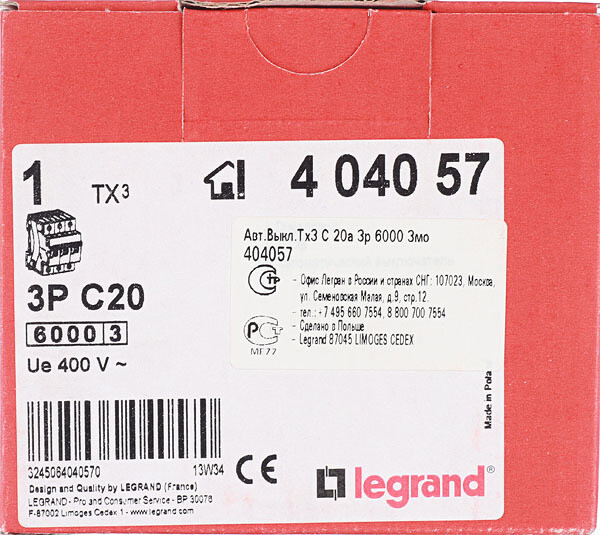 1 TX³ 4 040 57
3P C20
6000 3
Ue 400 V ~
Авт.Выкл.Tx3 C 20a 3p 6000 3мо
404057
- Офис Легран в России и странах СНГ: 107023, Москва,
ул. Семеновская Малая, д.9, стр.12.
- тел.: +7 495 660 7554, 8 800 700 7554
- Сделано в Польше
- Legrand 87045 LIMOGES CEDEX
РСТ
МГ77
Made in Pola
3245064040570 13W34
Design and Quality by LEGRAND (France)
LEGRAND - Pro and Consumer Service - BP 30076
F-87002 Limoges Cedex 1 - www.legrand.com
CE
legrand®